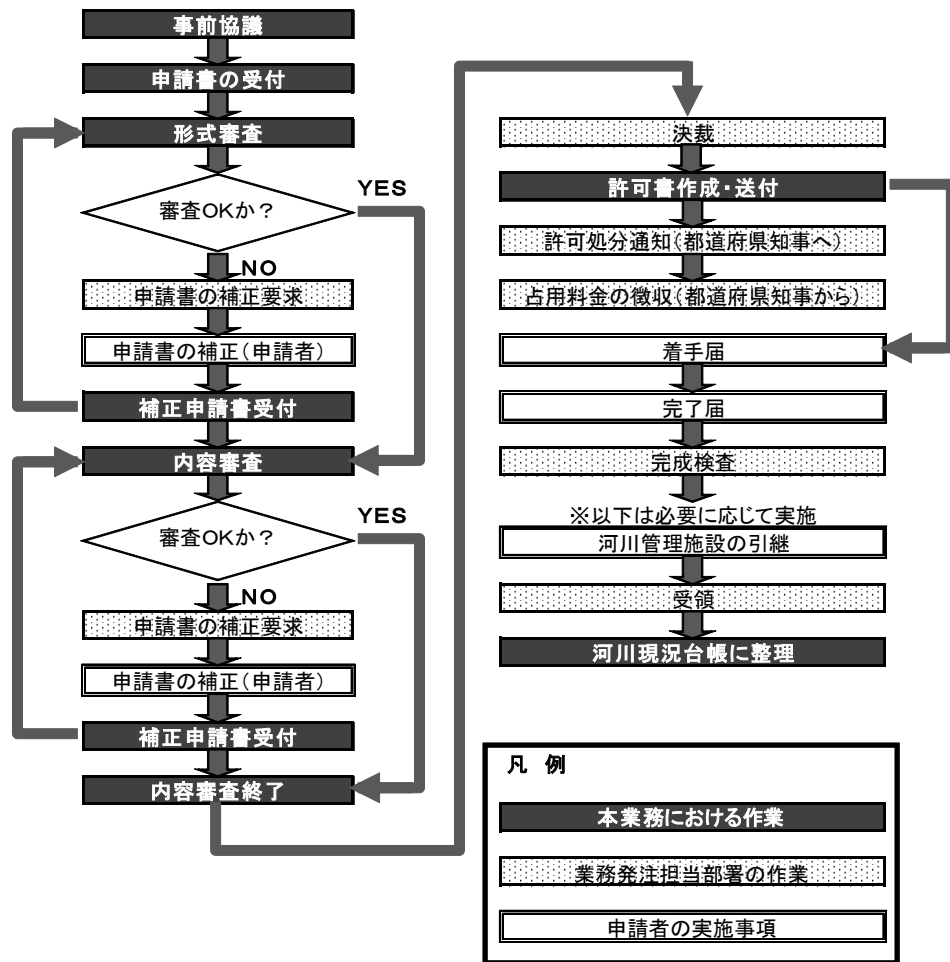 事前協議
申請書の受付
形式審査
審査OKか？
YES
NO
申請書の補正要求
申請書の補正（申請者）
補正申請書受付
内容審査
審査OKか？
YES
NO
申請書の補正要求
申請書の補正（申請者）
補正申請書受付
内容審査終了
決裁
許可書作成・送付
許可処分通知（都道府県知事へ）
占用料金の徴収（都道府県知事から）
着手届
完了届
完成検査
※以下は必要に応じて実施
河川管理施設の引継
受領
河川現況台帳に整理
凡 例
本業務における作業
業務発注担当部署の作業
申請者の実施事項